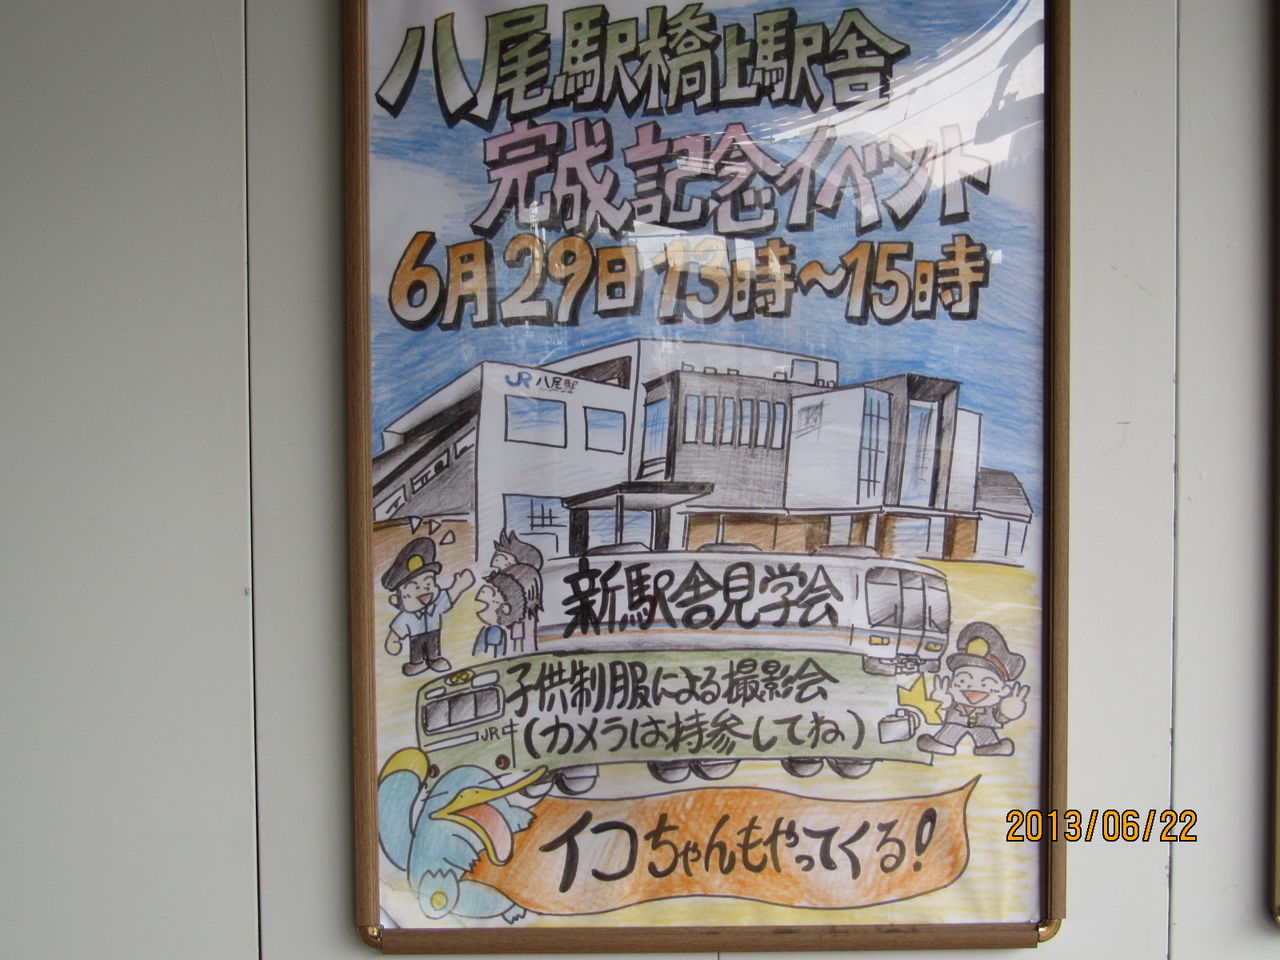 八尾駅橋上駅舎
完成記念イベント
6月29日13時~15時
JR 八尾駅
新駅舎見学会
子供制服による撮影会
JR
(カメラは持参してね)
イコちゃんもやってくる!
2013/06/22